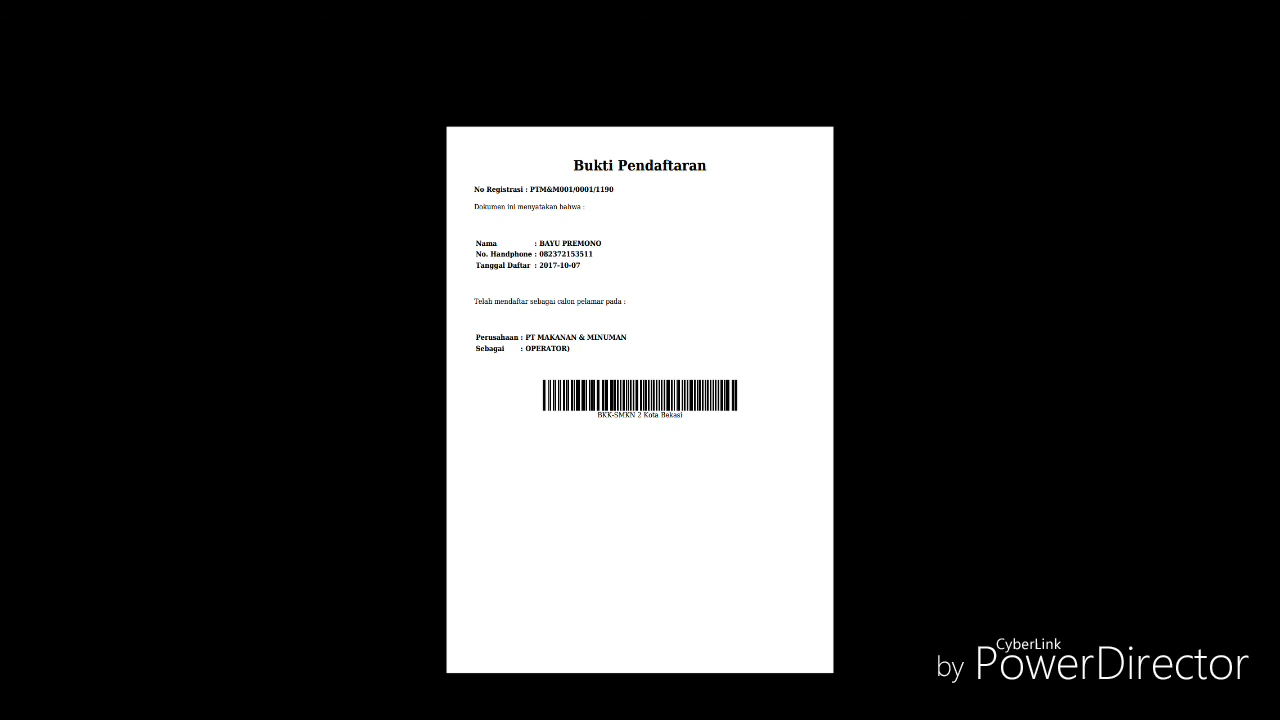 Bukti Pendaftaran
No Registrasi : PTM&M001/0001/1190
Dokumen ini menyatakan bahwa :
Nama : BAYU PREMONO
No. Handphone : 082372153511
Tanggal Daftar : 2017-10-07
Telah mendaftar sebagai calon pelamar pada :
Perusahaan : PT MAKANAN & MINUMAN
Sebagai : OPERATOR)
BKK-SMKN 2 Kota Bekasi
CyberLink
by PowerDirector